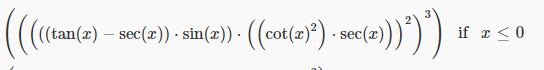 ((((((tan(x) − sec(x)) · sin(x)) · ((cot(x)²) · sec(x))))²)³) if x ≤ 0